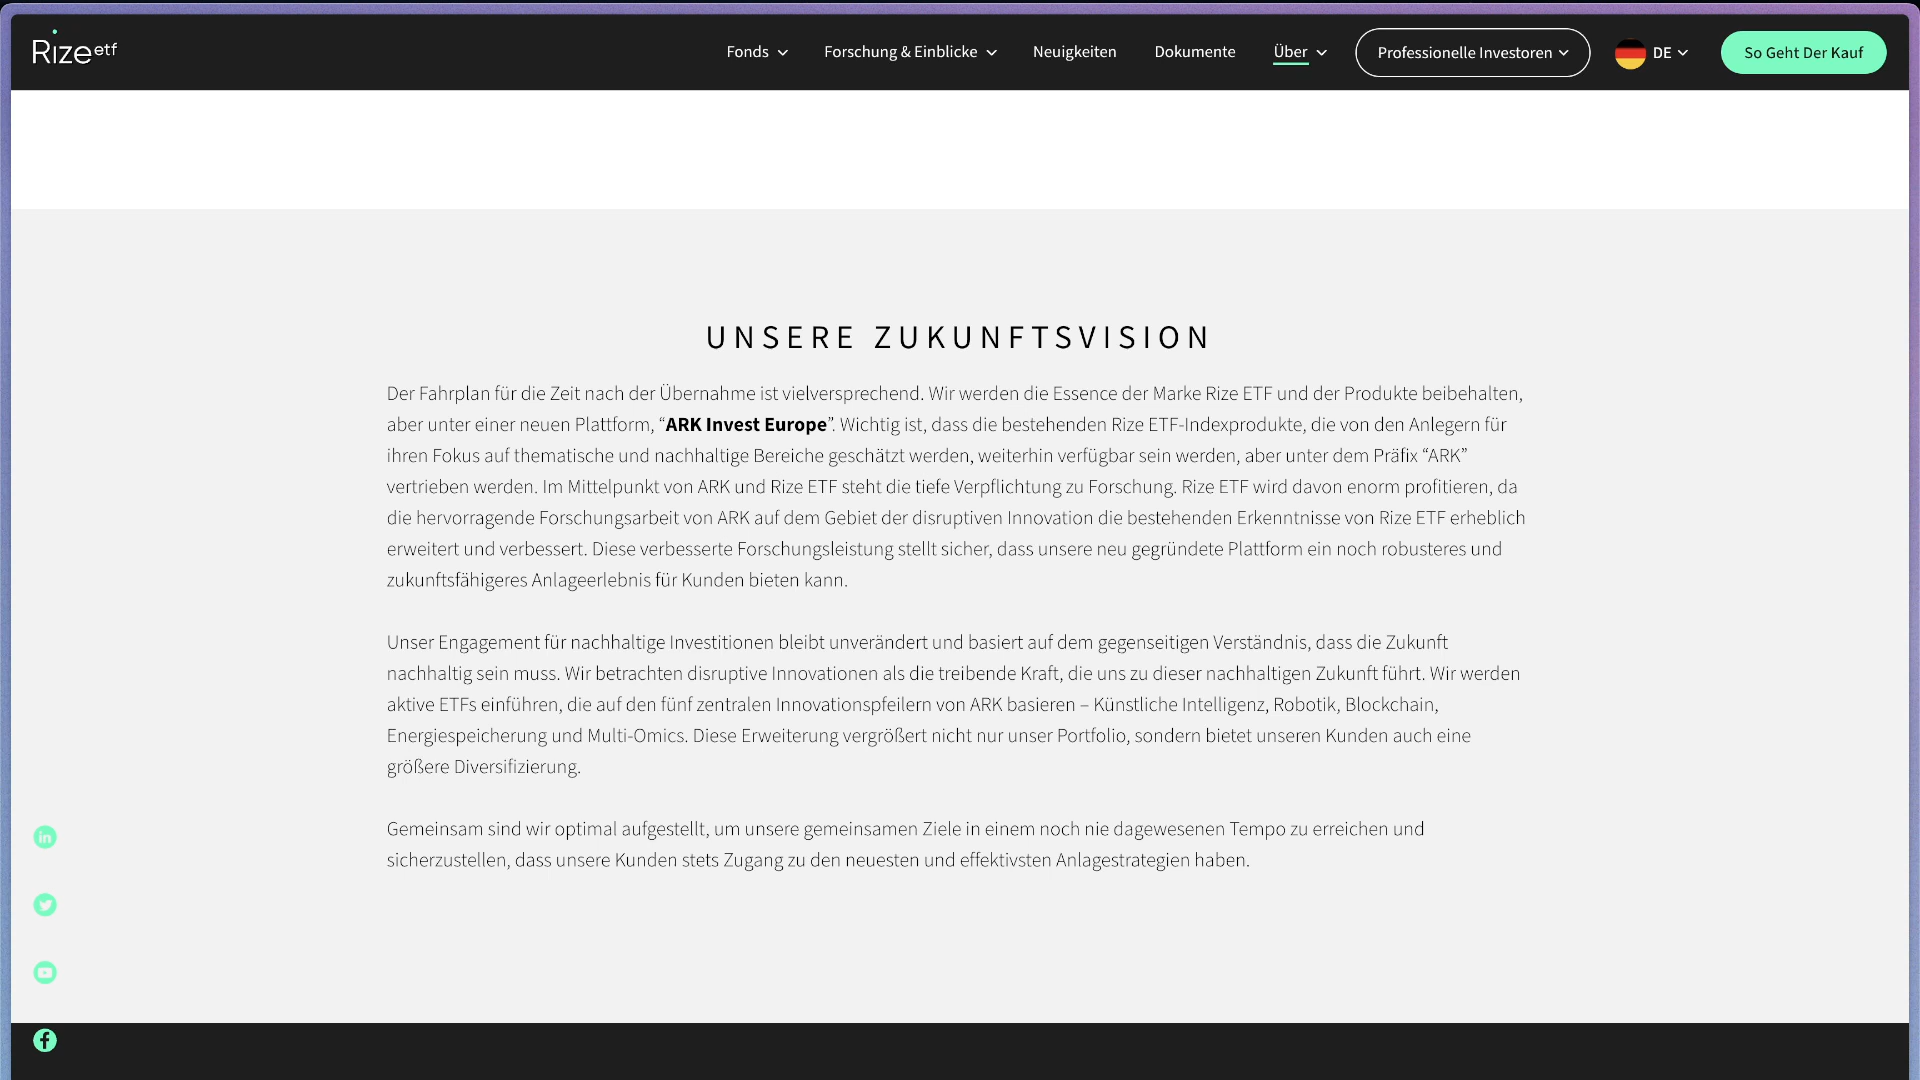 Rize etf
Fonds
Forschung & Einblicke
Neuigkeiten
Dokumente
Über
Professionelle Investoren
DE
So Geht Der Kauf
UNSERE ZUKUNFTSVISION
Der Fahrplan für die Zeit nach der Übernahme ist vielversprechend. Wir werden die Essence der Marke Rize ETF und der Produkte beibehalten,
aber unter einer neuen Plattform, “ARK Invest Europe”. Wichtig ist, dass die bestehenden Rize ETF-Indexprodukte, die von den Anlegern für
ihren Fokus auf thematische und nachhaltige Bereiche geschätzt werden, weiterhin verfügbar sein werden, aber unter dem Präfix “ARK”
vertrieben werden. Im Mittelpunkt von ARK und Rize ETF steht die tiefe Verpflichtung zu Forschung. Rize ETF wird davon enorm profitieren, da
die hervorragende Forschungsarbeit von ARK auf dem Gebiet der disruptiven Innovation die bestehenden Erkenntnisse von Rize ETF erheblich
erweitert und verbessert. Diese verbesserte Forschungsleistung stellt sicher, dass unsere neu gegründete Plattform ein noch robusteres und
zukunftsfähigeres Anlageerlebnis für Kunden bieten kann.
Unser Engagement für nachhaltige Investitionen bleibt unverändert und basiert auf dem gegenseitigen Verständnis, dass die Zukunft
nachhaltig sein muss. Wir betrachten disruptive Innovationen als die treibende Kraft, die uns zu dieser nachhaltigen Zukunft führt. Wir werden
aktive ETFs einführen, die auf den fünf zentralen Innovationspfeilern von ARK basieren – Künstliche Intelligenz, Robotik, Blockchain,
Energiespeicherung und Multi-Omics. Diese Erweiterung vergrößert nicht nur unser Portfolio, sondern bietet unseren Kunden auch eine
größere Diversifizierung.
Gemeinsam sind wir optimal aufgestellt, um unsere gemeinsamen Ziele in einem noch nie dagewesenen Tempo zu erreichen und
sicherzustellen, dass unsere Kunden stets Zugang zu den neuesten und effektivsten Anlagestrategien haben.